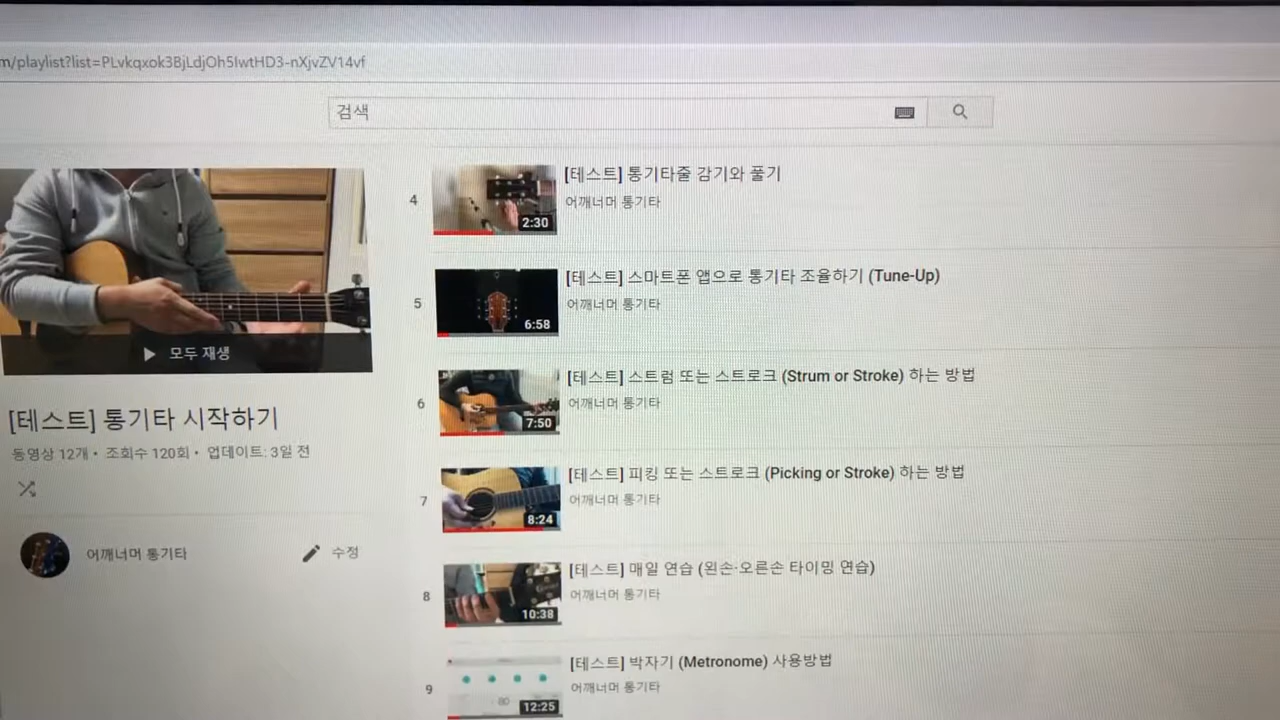 m/playlist?list=PLvkqxok3BjLdjOh5IwtHD3-nXjvZV14vf
검색
모두 재생
[테스트] 통기타 시작하기
동영상 12개 • 조회수 120회 • 업데이트: 3일 전
어깨너머 통기타
수정
4
2:30
[테스트] 통기타줄 감기와 풀기
어깨너머 통기타
5
6:58
[테스트] 스마트폰 앱으로 통기타 조율하기 (Tune-Up)
어깨너머 통기타
6
7:50
[테스트] 스트럼 또는 스트로크 (Strum or Stroke) 하는 방법
어깨너머 통기타
7
8:24
[테스트] 피킹 또는 스트로크 (Picking or Stroke) 하는 방법
어깨너머 통기타
8
10:38
[테스트] 매일 연습 (왼손·오른손 타이밍 연습)
어깨너머 통기타
9
80
12:25
[테스트] 박자기 (Metronome) 사용방법
어깨너머 통기타